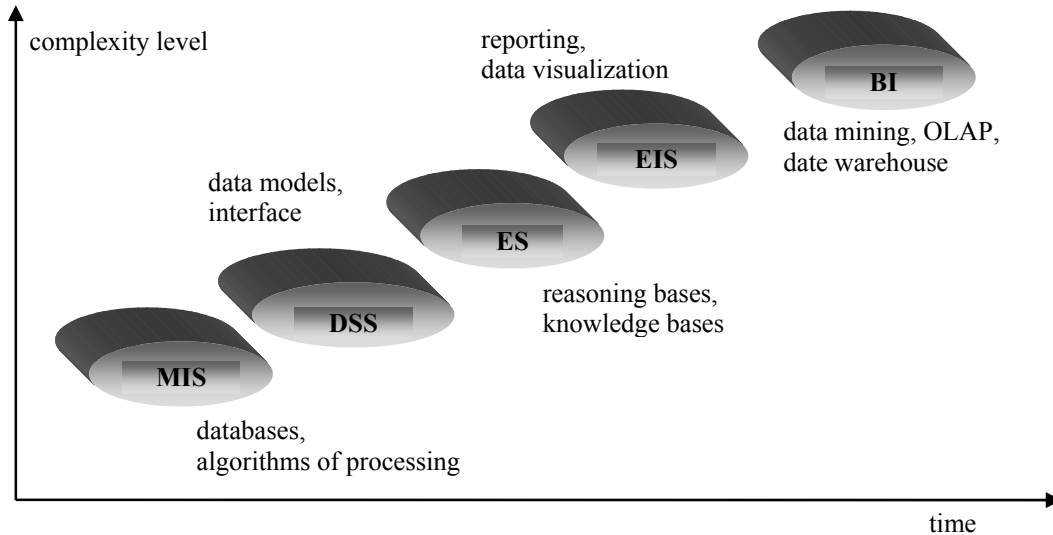 complexity level
reporting,
data visualization
BI
data mining, OLAP,
date warehouse
EIS
data models,
interface
ES
reasoning bases,
knowledge bases
DSS
MIS
databases,
algorithms of processing
time